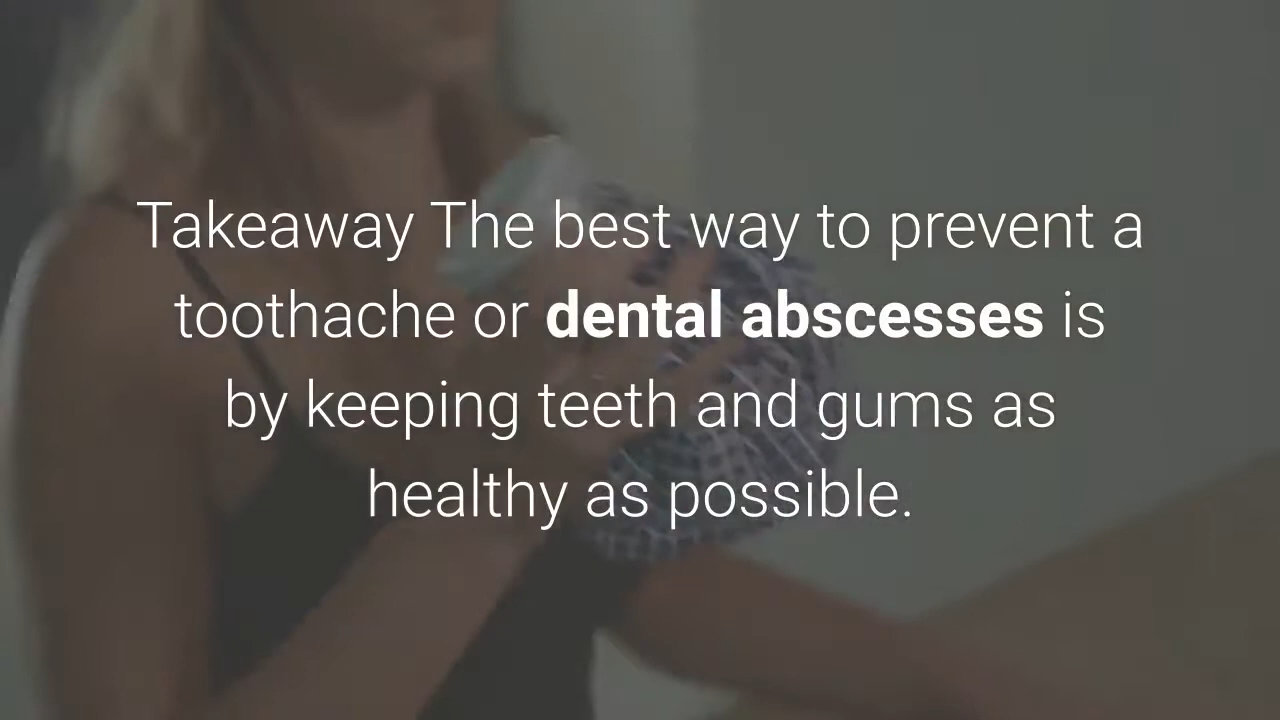 Takeaway The best way to prevent a
toothache or dental abscesses is
by keeping teeth and gums as
healthy as possible.